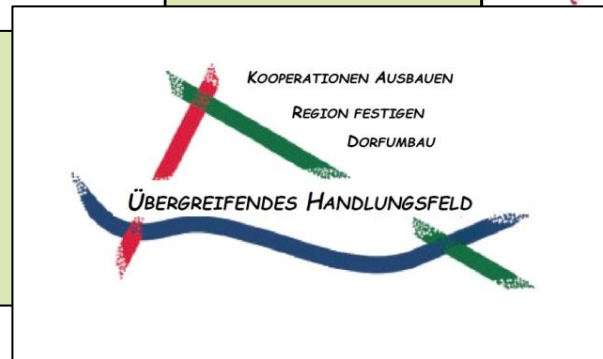 KOOPERATIONEN AUSBAUEN
REGION FESTIGEN
DORFUMBAU
ÜBERGREIFENDES HANDLUNGSFELD